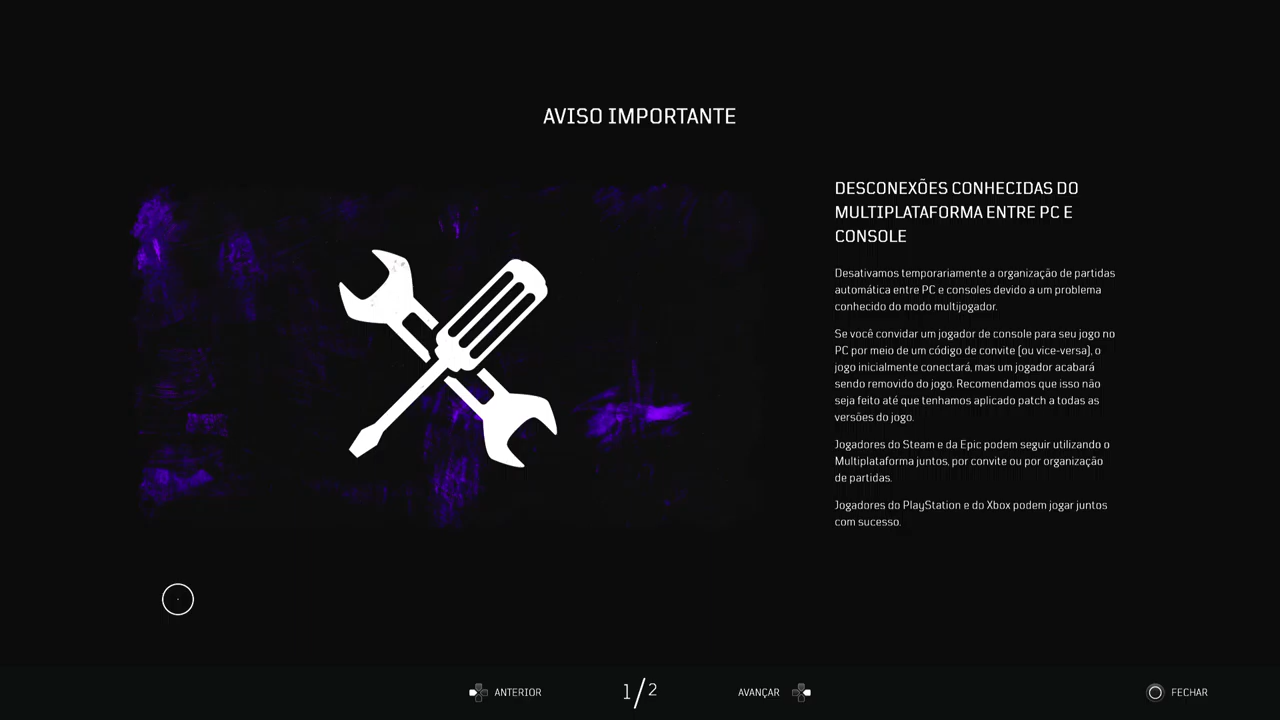 AVISO IMPORTANTE
DESCONEXÕES CONHECIDAS DO
MULTIPLATAFORMA ENTRE PC E
CONSOLE
Desativamos temporariamente a organização de partidas
automática entre PC e consoles devido a um problema
conhecido do modo multijogador.
Se você convidar um jogador de console para seu jogo no
PC por meio de um código de convite (ou vice-versa), o
jogo inicialmente conectará, mas um jogador acabará
sendo removido do jogo. Recomendamos que isso não
seja feito até que tenhamos aplicado patch a todas as
versões do jogo.
Jogadores do Steam e da Epic podem seguir utilizando o
Multiplataforma juntos, por convite ou por organização
de partidas.
Jogadores do PlayStation e do Xbox podem jogar juntos
com sucesso.
ANTERIOR
1/2
AVANÇAR
FECHAR